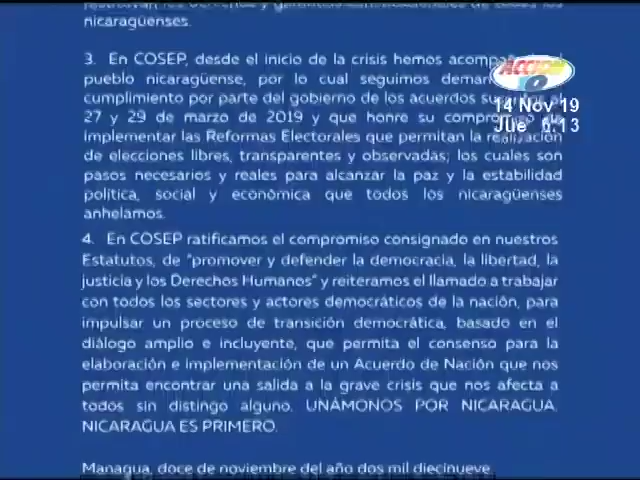 nicaragüenses.
3. En COSEP, desde el inicio de la crisis hemos
pueblo nicaragüense, por lo cual seguimos
cumplimiento por parte del gobierno de los acuerdos
27 y 29 de marzo de 2019 y que honre su compromiso de
implementar las Reformas Electorales que permitan la realización
de elecciones libres, transparentes y observadas; los cuales son
pasos necesarios y reales para alcanzar la paz y la estabilidad
política, social y económica que todos los nicaragüenses
anhelamos.
4. En COSEP ratificamos el compromiso consignado en nuestros
Estatutos, de "promover y defender la democracia, la libertad, la
justicia y los Derechos Humanos" y reiteramos el llamado a trabajar
con todos los sectores y actores democráticos de la nación, para
impulsar un proceso de transición democrática, basado en el
diálogo amplio e incluyente, que permita el consenso para la
elaboración e implementación de un Acuerdo de Nación que nos
permita encontrar una salida a la grave crisis que nos afecta a
todos sin distingo alguno. UNÁMONOS POR NICARAGUA.
NICARAGUA ES PRIMERO.
Managua, doce de noviembre del año dos mil diecinueve.
ACCION
14 Nov 19
Jue 6:13